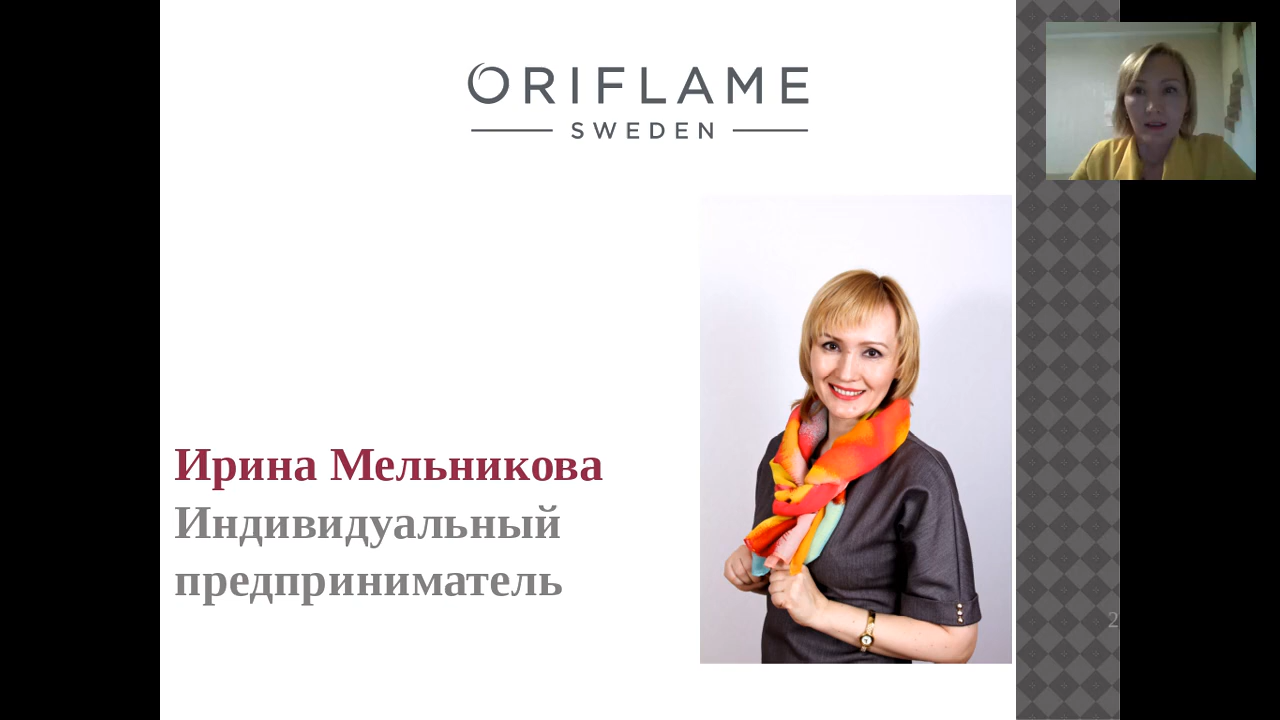 ORIFLAME
SWEDEN
Ирина Мельникова
Индивидуальный
предприниматель
2